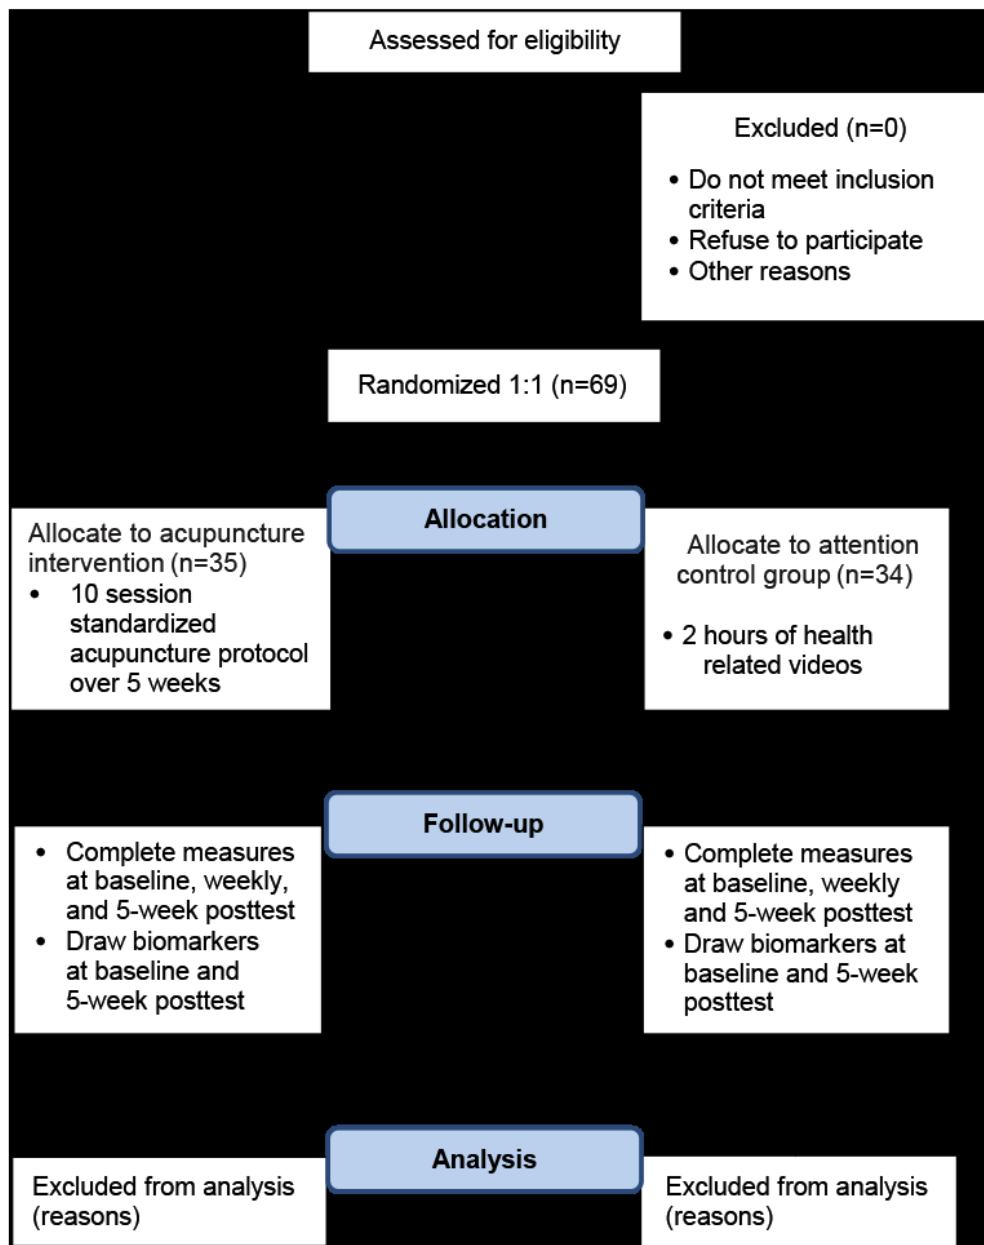 Assessed for eligibility
Excluded (n=0)
• Do not meet inclusion
criteria
• Refuse to participate
• Other reasons
Randomized 1:1 (n=69)
Allocation
Allocate to acupuncture
intervention (n=35)
• 10 session
standardized
acupuncture protocol
over 5 weeks
Allocate to attention
control group (n=34)
• 2 hours of health
related videos
Follow-up
• Complete measures
at baseline, weekly,
and 5-week posttest
• Draw biomarkers
at baseline and
5-week posttest
• Complete measures
at baseline, weekly
and 5-week posttest
• Draw biomarkers at
baseline and 5-week
posttest
Analysis
Excluded from analysis
(reasons)
Excluded from analysis
(reasons)